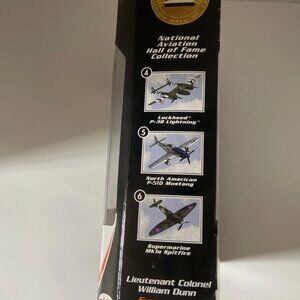 National
Aviation
Hall of Fame
Collection
4
Lockheed
P-38 Lightning
5
North American
P-51D Mustang
6
Supermarine
Mk1a Spitfire
Lieutenant Colonel
William Dunn